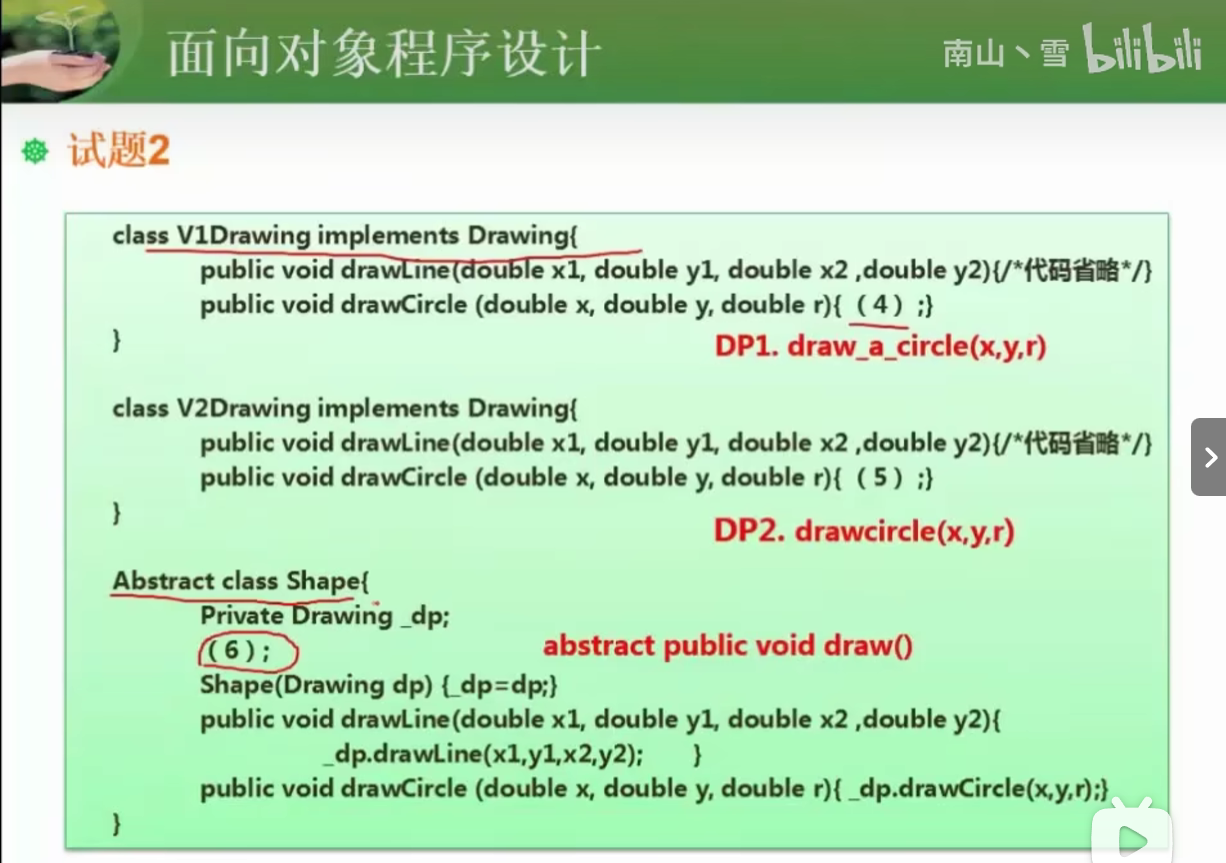 面向对象程序设计
南山丶雪 bilibili
试题2
class V1Drawing implements Drawing{
public void drawLine(double x1, double y1, double x2 ,double y2){/*代码省略*/}
public void drawCircle (double x, double y, double r){ (4) ;}
}
DP1. draw_a_circle(x,y,r)
class V2Drawing implements Drawing{
public void drawLine(double x1, double y1, double x2 ,double y2){/*代码省略*/}
public void drawCircle (double x, double y, double r){ (5) ;}
}
DP2. drawcircle(x,y,r)
Abstract class Shape{
Private Drawing _dp;
(6); abstract public void draw()
Shape(Drawing dp) {_dp=dp;}
public void drawLine(double x1, double y1, double x2 ,double y2){
_dp.drawLine(x1,y1,x2,y2); }
public void drawCircle (double x, double y, double r){ _dp.drawCircle(x,y,r);}
}